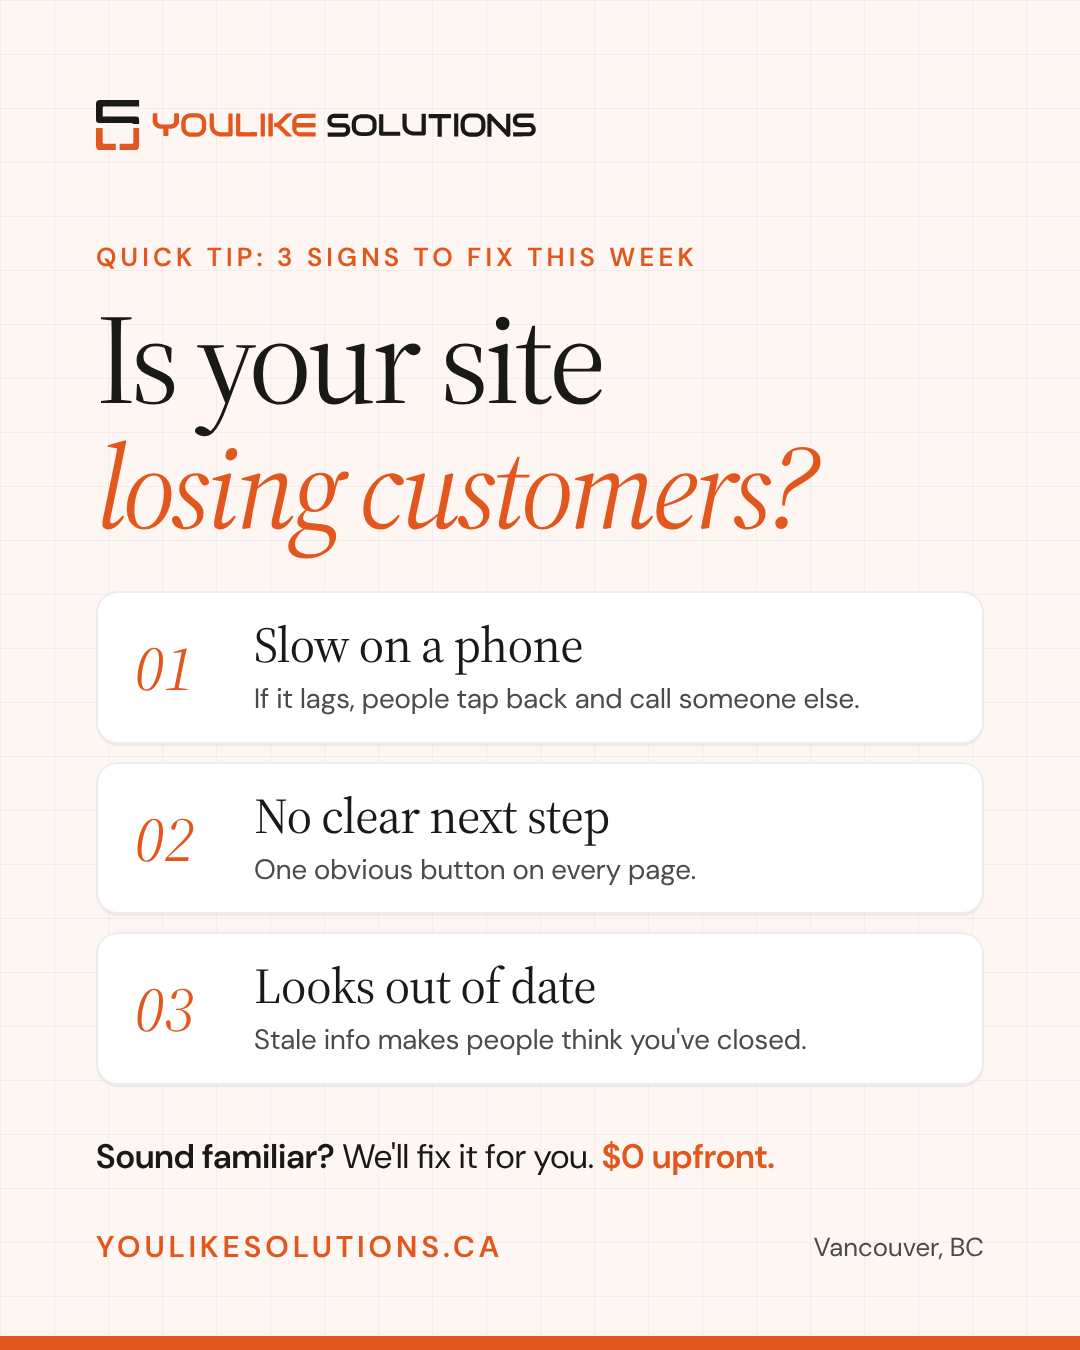 YOULIKE SOLUTIONS
QUICK TIP: 3 SIGNS TO FIX THIS WEEK
Is your site
losing customers?
01
Slow on a phone
If it lags, people tap back and call someone else.
02
No clear next step
One obvious button on every page.
03
Looks out of date
Stale info makes people think you've closed.
Sound familiar? We'll fix it for you. $0 upfront.
YOULIKESOLUTIONS.CA
Vancouver, BC